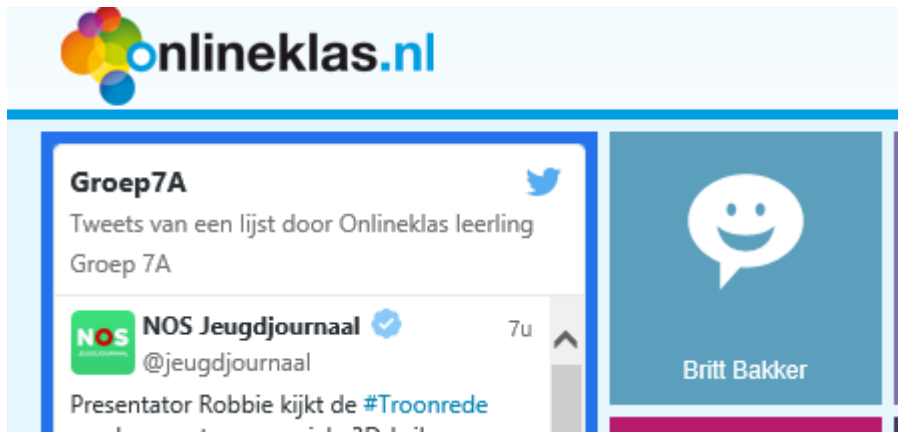 onlineklas.nl
Groep7A
Tweets van een lijst door Onlineklas leerling
Groep 7A
NOS Jeugdjournaal
7u
@jeugdjournaal
Presentator Robbie kijkt de #Troonrede
Britt Bakker